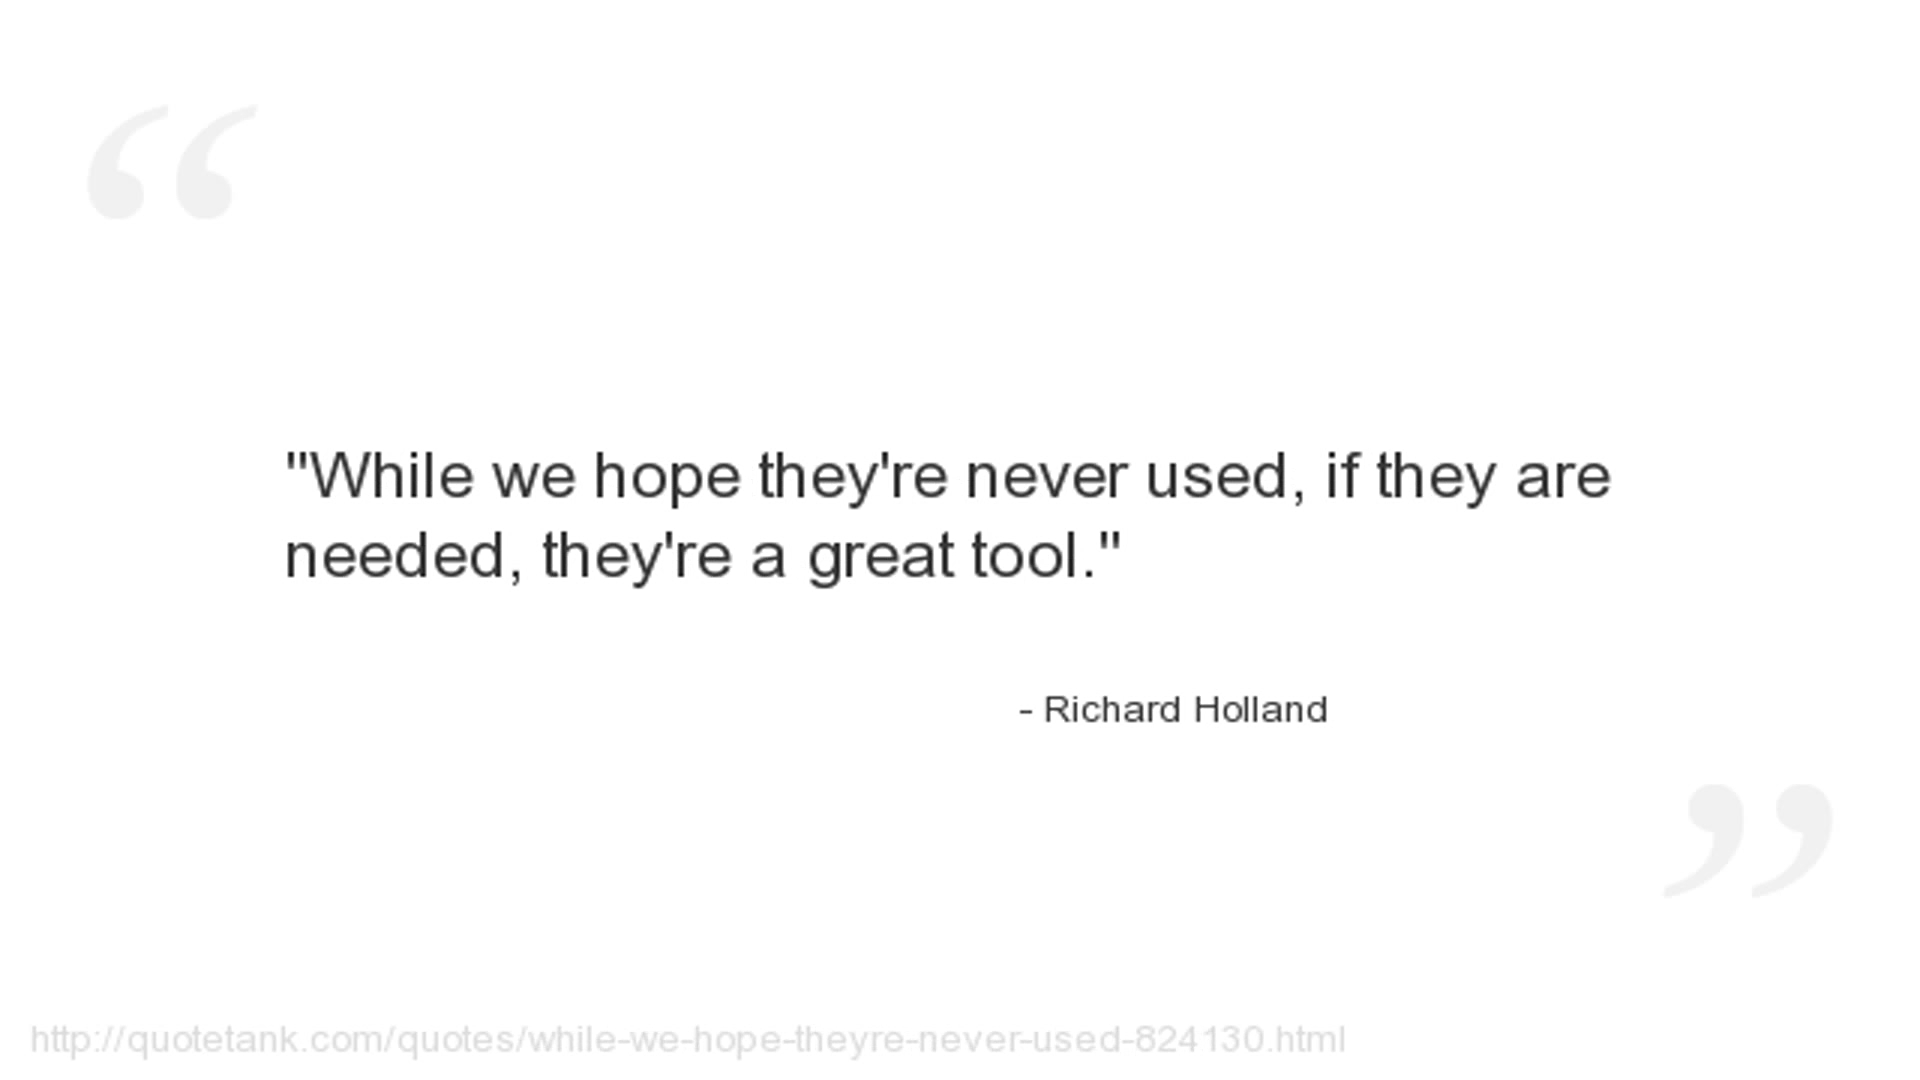 “
"While we hope they're never used, if they are
needed, they're a great tool."
- Richard Holland
”
http://quotetank.com/quotes/while-we-hope-theyre-never-used-824130.html